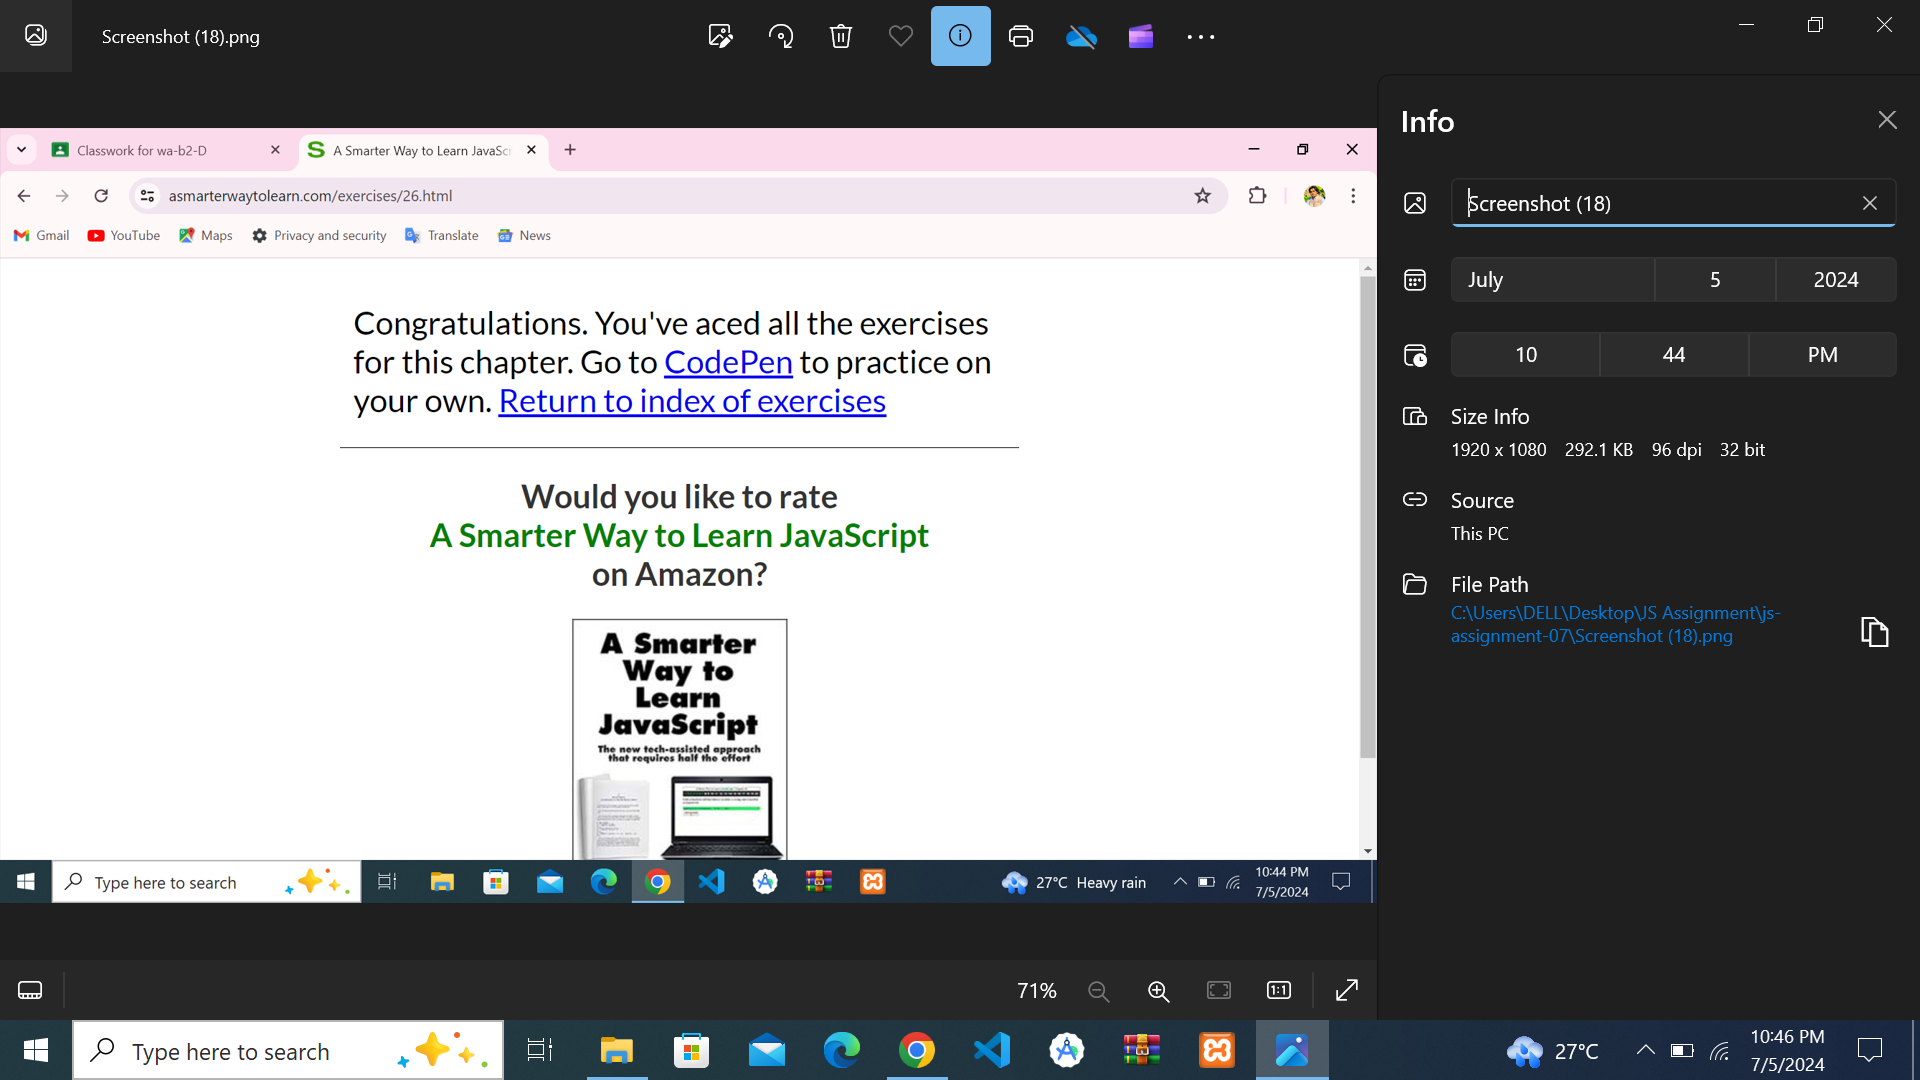 Screenshot (18).png
Info
Classwork for wa-b2-D
A Smarter Way to Learn JavaScr
asmarterwaytolearn.com/exercises/26.html
Gmail
YouTube
Maps
Privacy and security
Translate
News
Congratulations. You've aced all the exercises
for this chapter. Go to CodePen to practice on
your own. Return to index of exercises
Would you like to rate
A Smarter Way to Learn JavaScript
on Amazon?
A Smarter
Way to
Learn
JavaScript
The new tech-assisted approach
that requires half the effort
Type here to search
27°C Heavy rain
10:44 PM
7/5/2024
Screenshot (18)
July 5 2024
10 44 PM
Size Info
1920 x 1080 292.1 KB 96 dpi 32 bit
Source
This PC
File Path
C:\Users\DELL\Desktop\JS Assignment\js-
assignment-07\Screenshot (18).png
71%
1:1
Type here to search
27°C
10:46 PM
7/5/2024